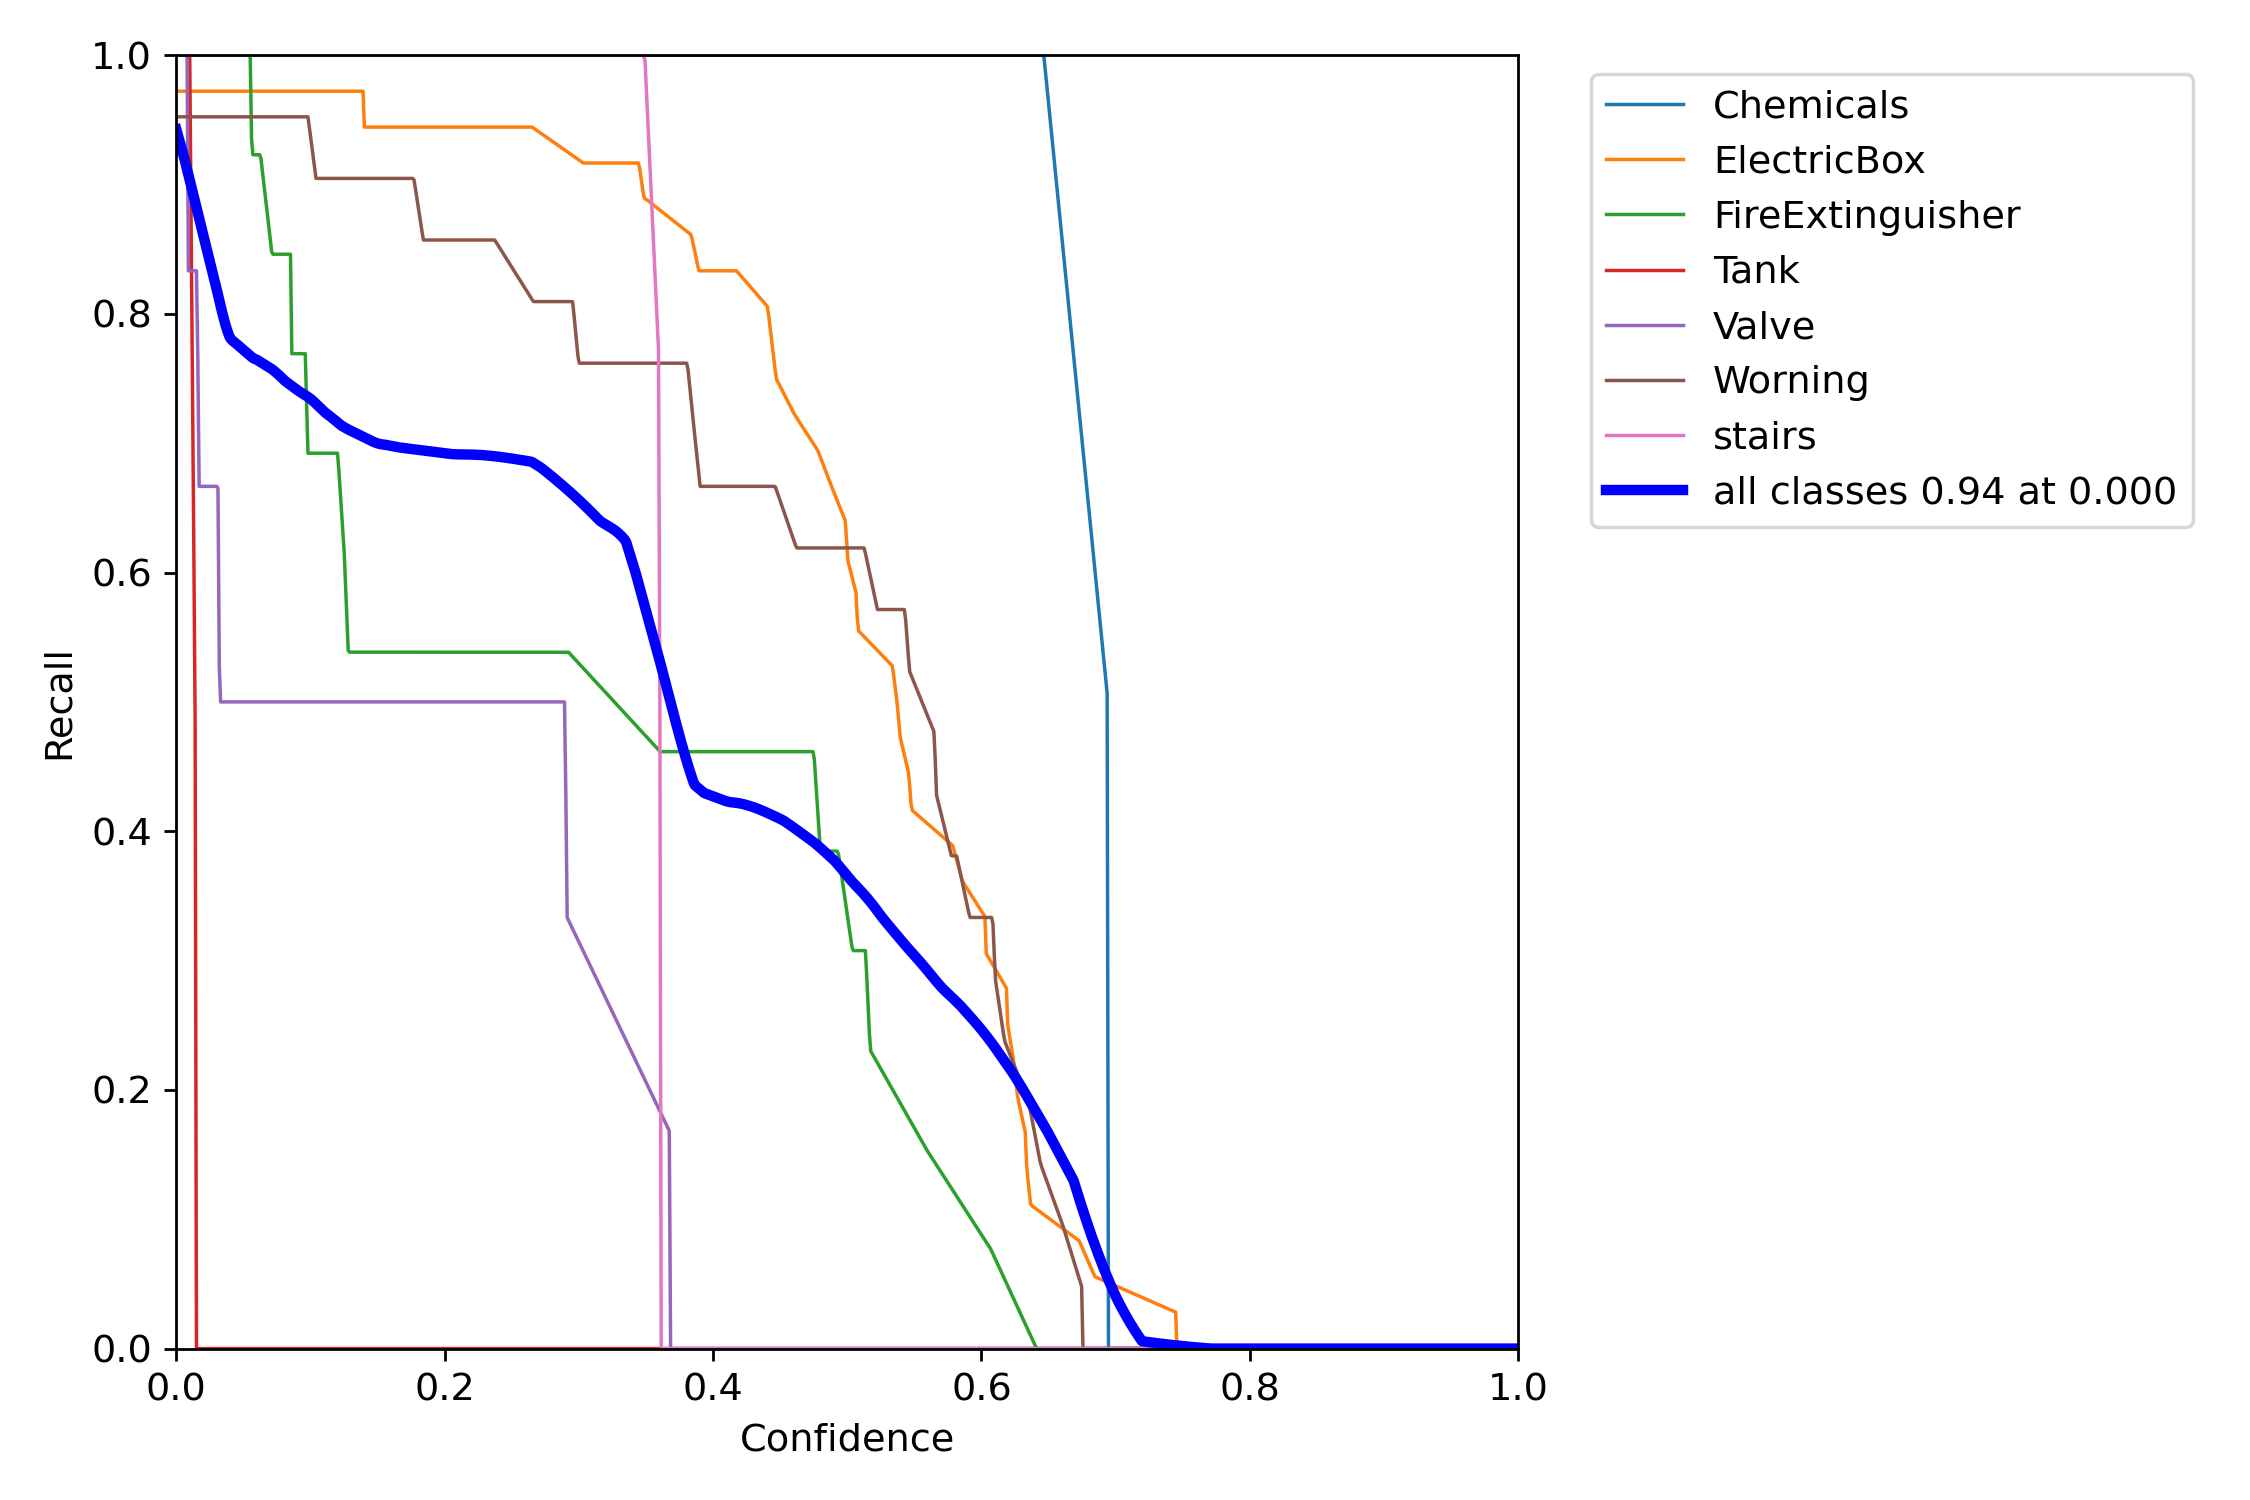 1.0
0.8
0.6
0.4
0.2
0.0
0.0 0.2 0.4 0.6 0.8 1.0
Recall
Confidence
Chemicals
ElectricBox
FireExtinguisher
Tank
Valve
Worning
stairs
all classes 0.94 at 0.000